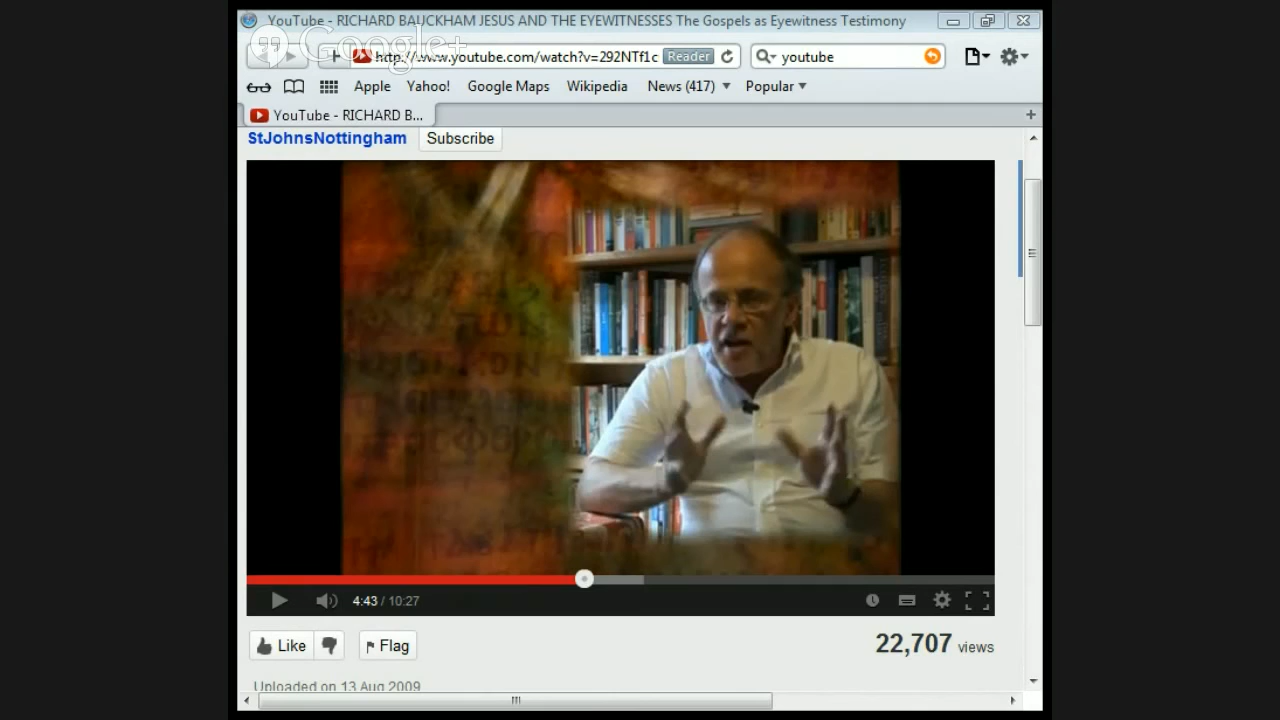 YouTube - RICHARD BAUCKHAM JESUS AND THE EYEWITNESSES The Gospels as Eyewitness Testimony
Google+
http://www.youtube.com/watch?v=292NTf1c Reader youtube
Apple Yahoo! Google Maps Wikipedia News (417) Popular
YouTube - RICHARD B...
StJohnsNottingham Subscribe
4:43 / 10:27
Like Flag 22,707 views
Uploaded on 13 Aug 2009